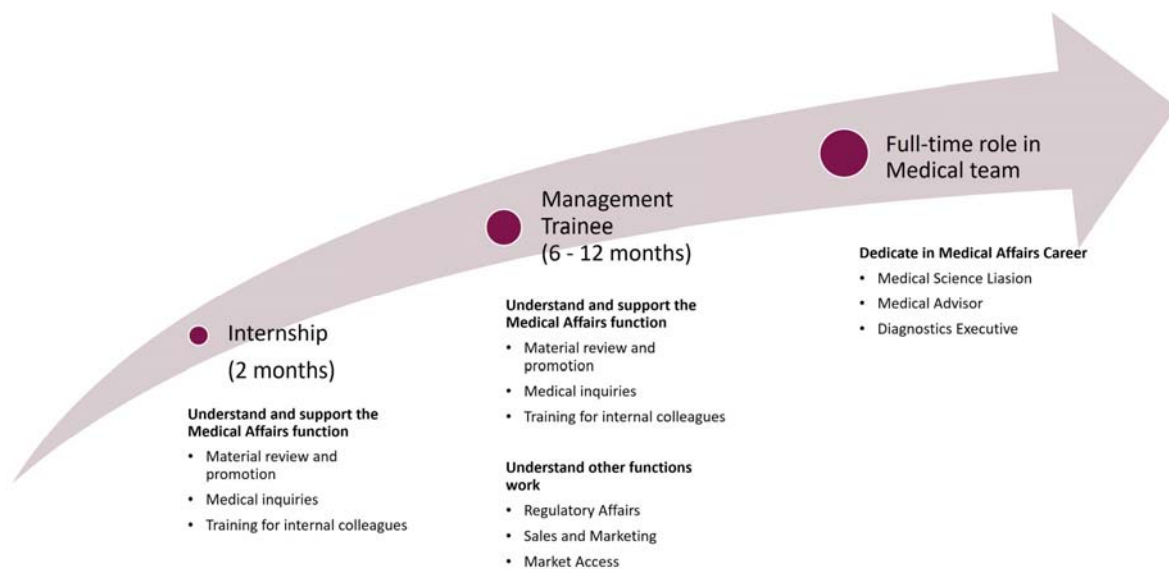 Internship
(2 months)
Understand and support the
Medical Affairs function
• Material review and
promotion
• Medical inquiries
• Training for internal colleagues
Management
Trainee
(6 - 12 months)
Understand and support the
Medical Affairs function
• Material review and
promotion
• Medical inquiries
• Training for internal colleagues
Understand other functions
work
• Regulatory Affairs
• Sales and Marketing
• Market Access
Full-time role in
Medical team
Dedicate in Medical Affairs Career
• Medical Science Liasion
• Medical Advisor
• Diagnostics Executive